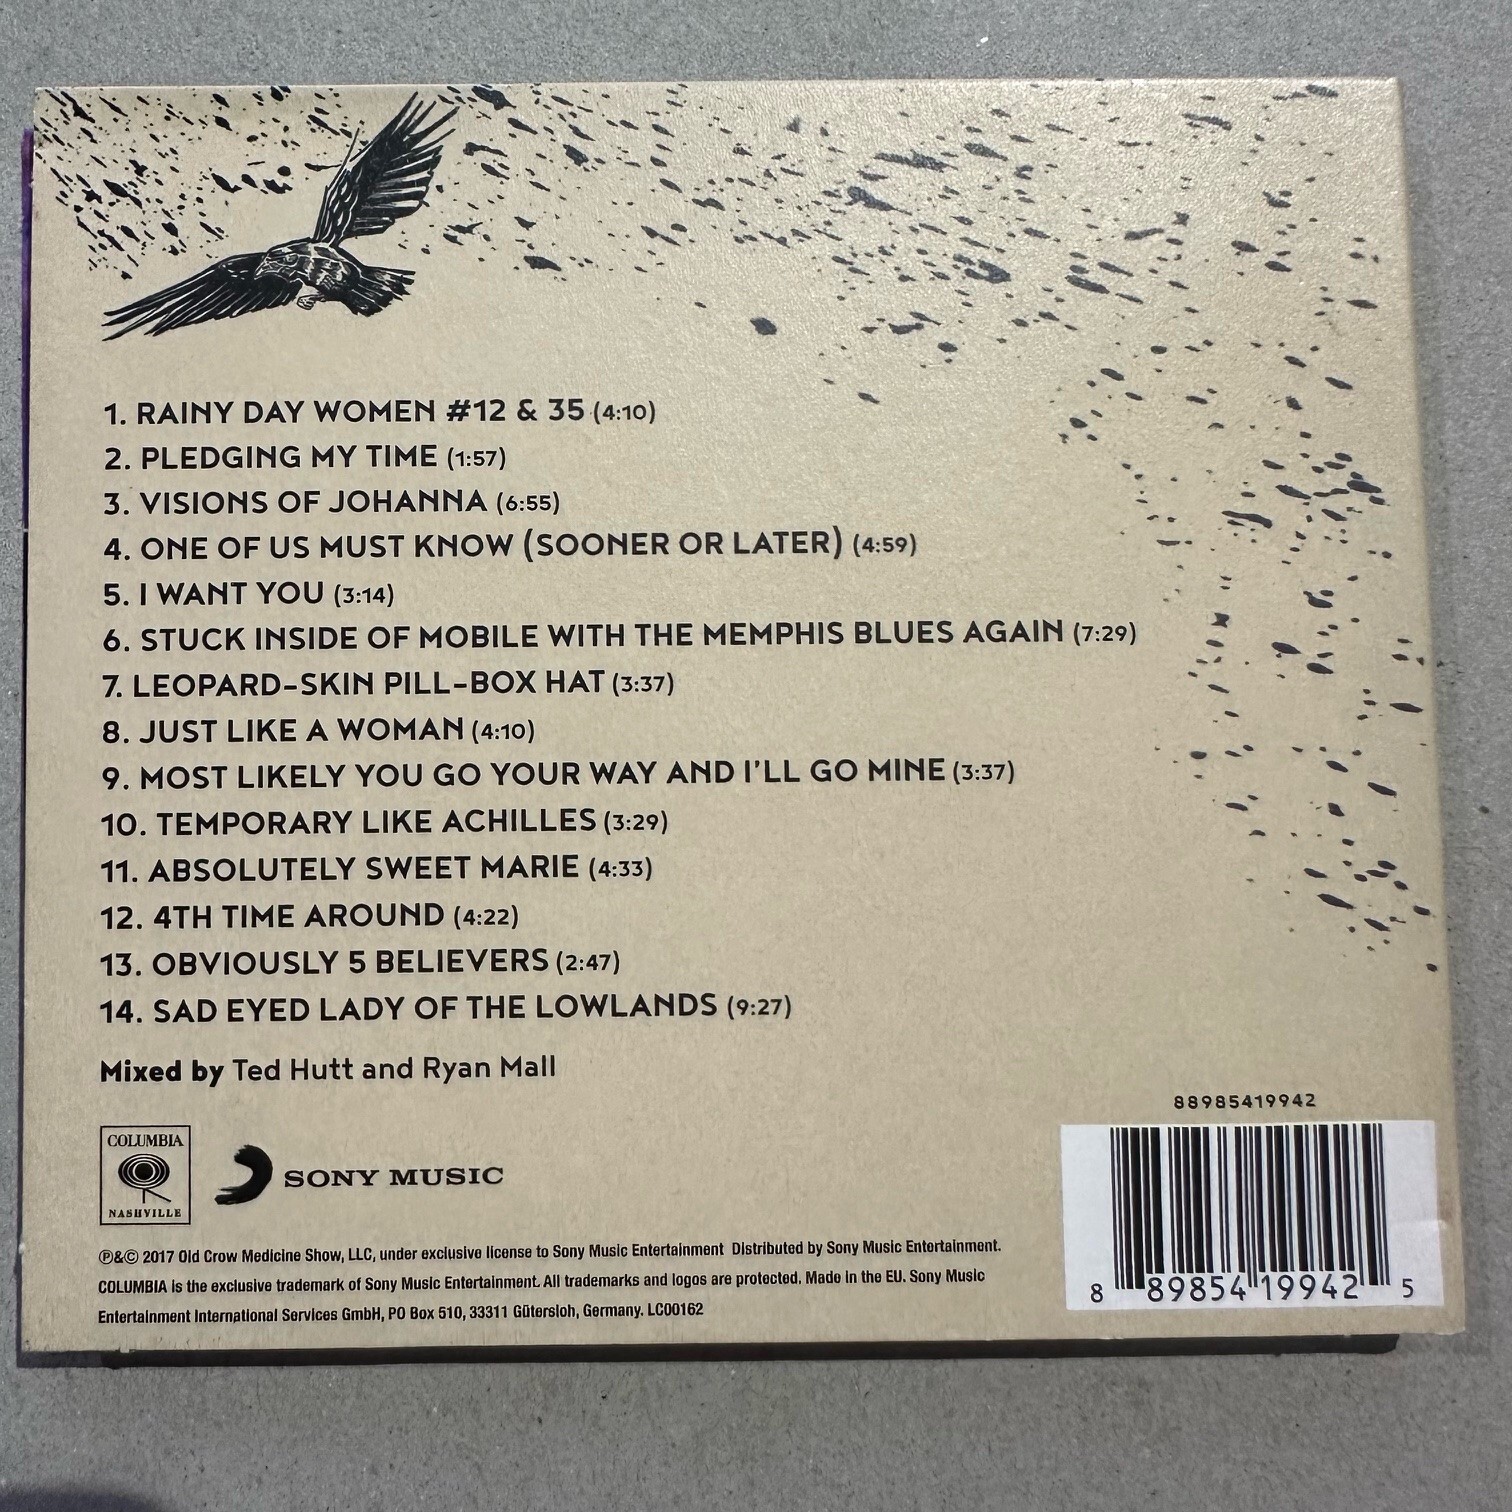 1. RAINY DAY WOMEN #12 & 35 (4:10)
2. PLEDGING MY TIME (1:57)
3. VISIONS OF JOHANNA (6:55)
4. ONE OF US MUST KNOW (SOONER OR LATER) (4:59)
5. I WANT YOU (3:14)
6. STUCK INSIDE OF MOBILE WITH THE MEMPHIS BLUES AGAIN (7:29)
7. LEOPARD-SKIN PILL-BOX HAT (3:37)
8. JUST LIKE A WOMAN (4:10)
9. MOST LIKELY YOU GO YOUR WAY AND I'LL GO MINE (3:37)
10. TEMPORARY LIKE ACHILLES (3:29)
11. ABSOLUTELY SWEET MARIE (4:33)
12. 4TH TIME AROUND (4:22)
13. OBVIOUSLY 5 BELIEVERS (2:47)
14. SAD EYED LADY OF THE LOWLANDS (9:27)
Mixed by Ted Hutt and Ryan Mall
COLUMBIA
NASHVILLE
SONY MUSIC
℗&© 2017 Old Crow Medicine Show, LLC, under exclusive license to Sony Music Entertainment Distributed by Sony Music Entertainment.
COLUMBIA is the exclusive trademark of Sony Music Entertainment. All trademarks and logos are protected. Made in the EU. Sony Music
Entertainment International Services GmbH, PO Box 510, 33311 Gütersloh, Germany. LC00162
88985419942
8 89854 19942 5